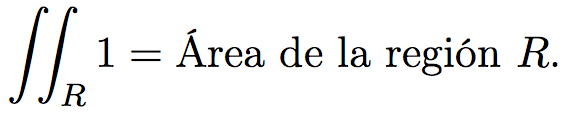 ∬_R 1 = Área de la región R.